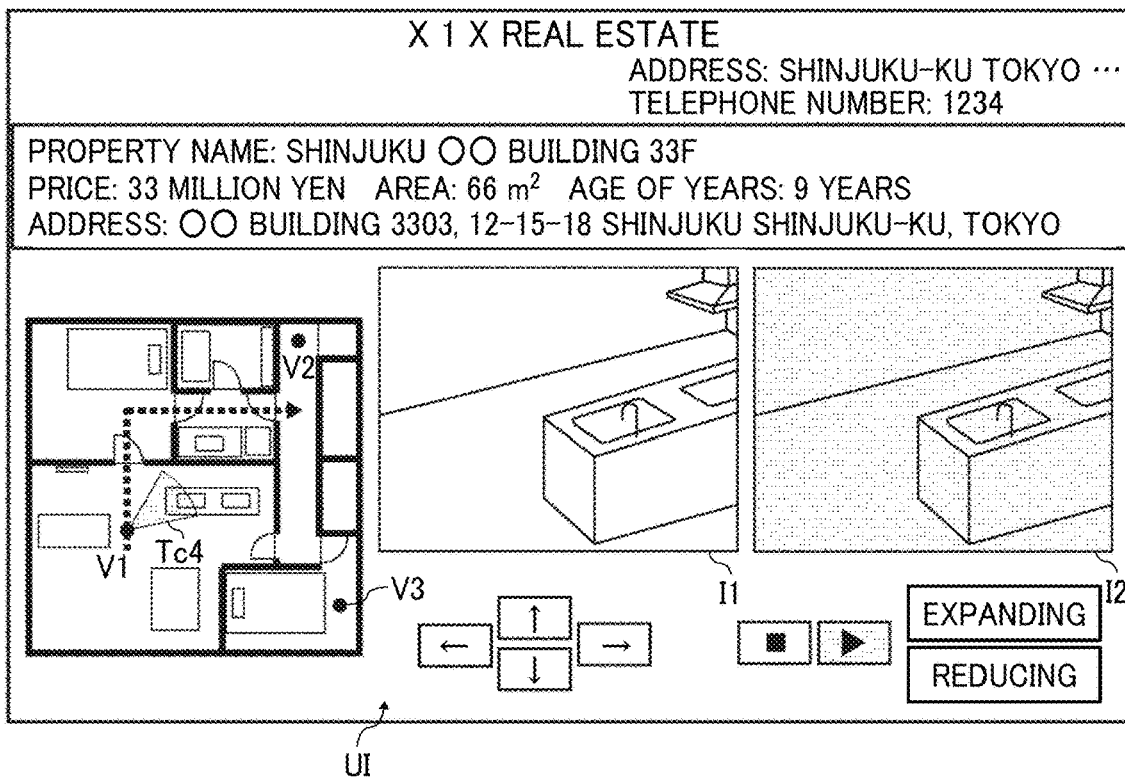 X 1 X REAL ESTATE
ADDRESS: SHINJUKU-KU TOKYO ⋯
TELEPHONE NUMBER: 1234
PROPERTY NAME: SHINJUKU ○○ BUILDING 33F
PRICE: 33 MILLION YEN AREA: 66 m² AGE OF YEARS: 9 YEARS
ADDRESS: ○○ BUILDING 3303, 12-15-18 SHINJUKU SHINJUKU-KU, TOKYO
V2
V1
Tc4
V3
I1
I2
← ↑ ↓ →
■ ▶
EXPANDING
REDUCING
UI